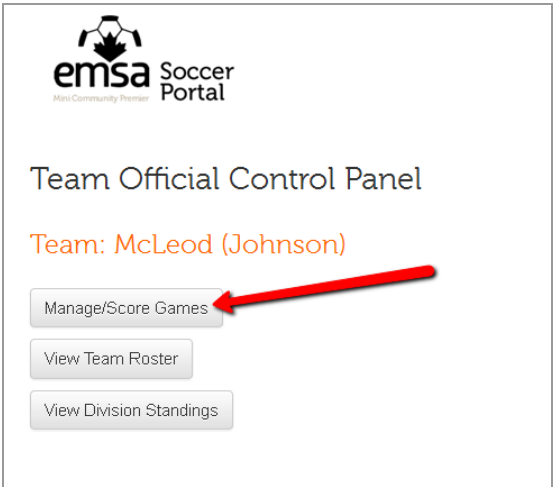 emsa Soccer
Mini Community Premier Portal
Team Official Control Panel
Team: McLeod (Johnson)
Manage/Score Games
View Team Roster
View Division Standings